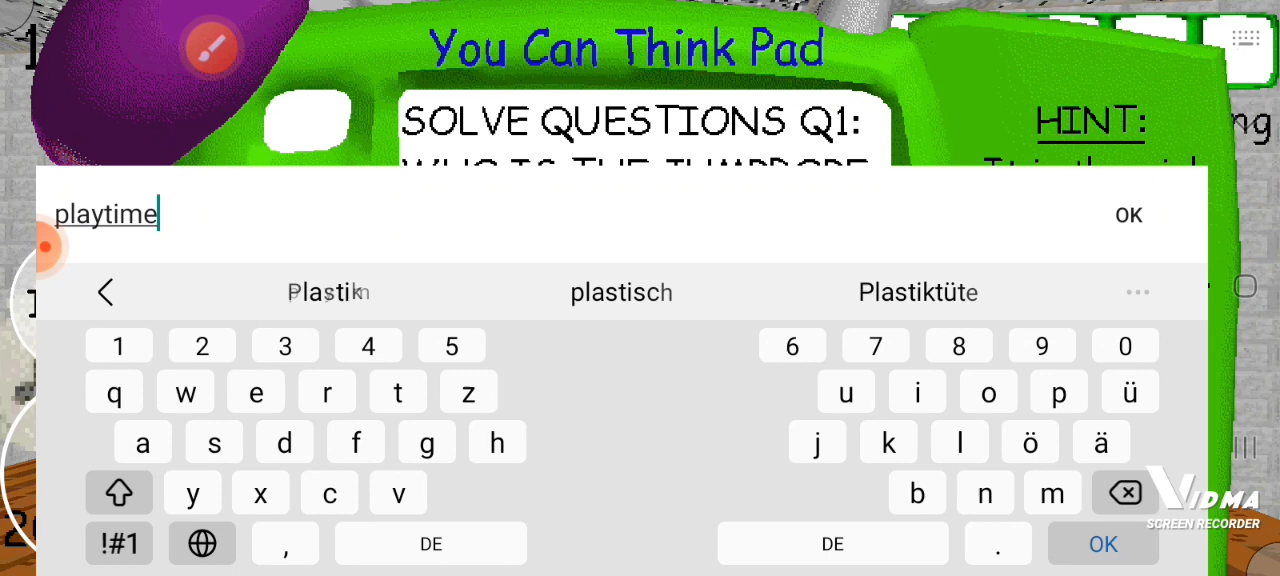 You Can Think Pad
SOLVE QUESTIONS Q1:
HINT:
ng
playtime
OK
Plastik
plastisch
Plastiktüte
1 2 3 4 5 6 7 8 9 0
q w e r t z u i o p ü
a s d f g h j k l ö ä
y x c v b n m
!#1 , DE DE . OK
VIDMA
SCREEN RECORDER